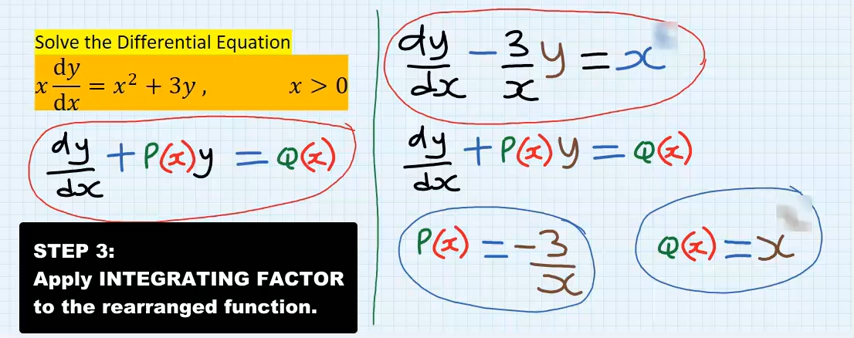 Solve the Differential Equation
x dy/dx = x² + 3y , x > 0
dy/dx + P(x)y = Q(x)
STEP 3:
Apply INTEGRATING FACTOR
to the rearranged function.
dy/dx - 3/x y = x
dy/dx + P(x)y = Q(x)
P(x) = -3/x
Q(x) = x